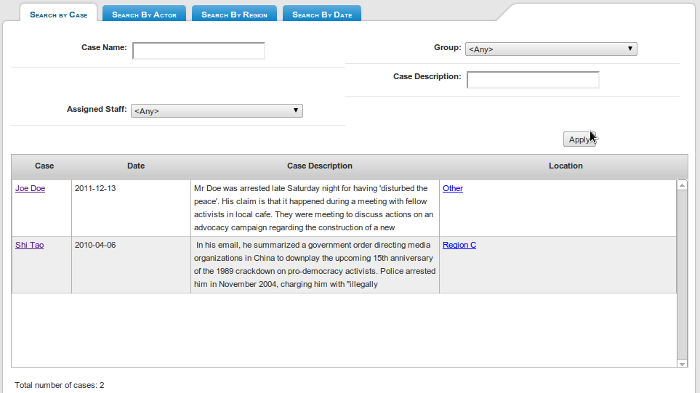 Search by Case Search By Actor Search By Region Search By Date
Case Name: Group: <Any>
Case Description:
Assigned Staff: <Any>
Apply
Case Date Case Description Location
Joe Doe 2011-12-13 Mr Doe was arrested late Saturday night for having 'disturbed the Other
peace'. His claim is that it happened during a meeting with fellow
activists in local cafe. They were meeting to discuss actions on an
advocacy campaign regarding the construction of a new
Shi Tao 2010-04-06 In his email, he summarized a government order directing media Region C
organizations in China to downplay the upcoming 15th anniversary
of the 1989 crackdown on pro-democracy activists. Police arrested
him in November 2004, charging him with "illegally
Total number of cases: 2